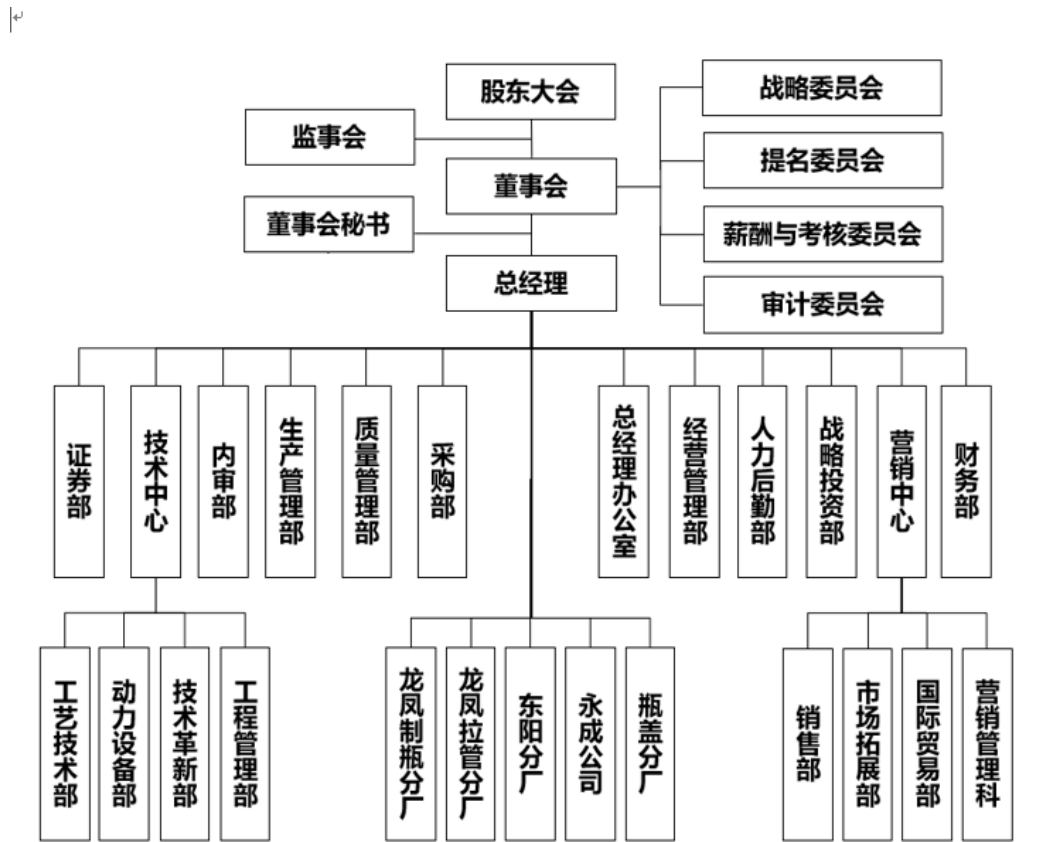 股东大会
战略委员会
监事会
提名委员会
董事会
董事会秘书
薪酬与考核委员会
总经理
审计委员会
证券部
技术中心
内审部
生产管理部
质量管理部
采购部
总经理办公室
经营管理部
人力后勤部
战略投资部
营销中心
财务部
工艺技术部
动力设备部
技术革新部
工程管理部
龙凤制瓶分厂
龙凤拉管分厂
东阳分厂
永成公司
瓶盖分厂
销售部
市场拓展部
国际贸易部
营销管理科